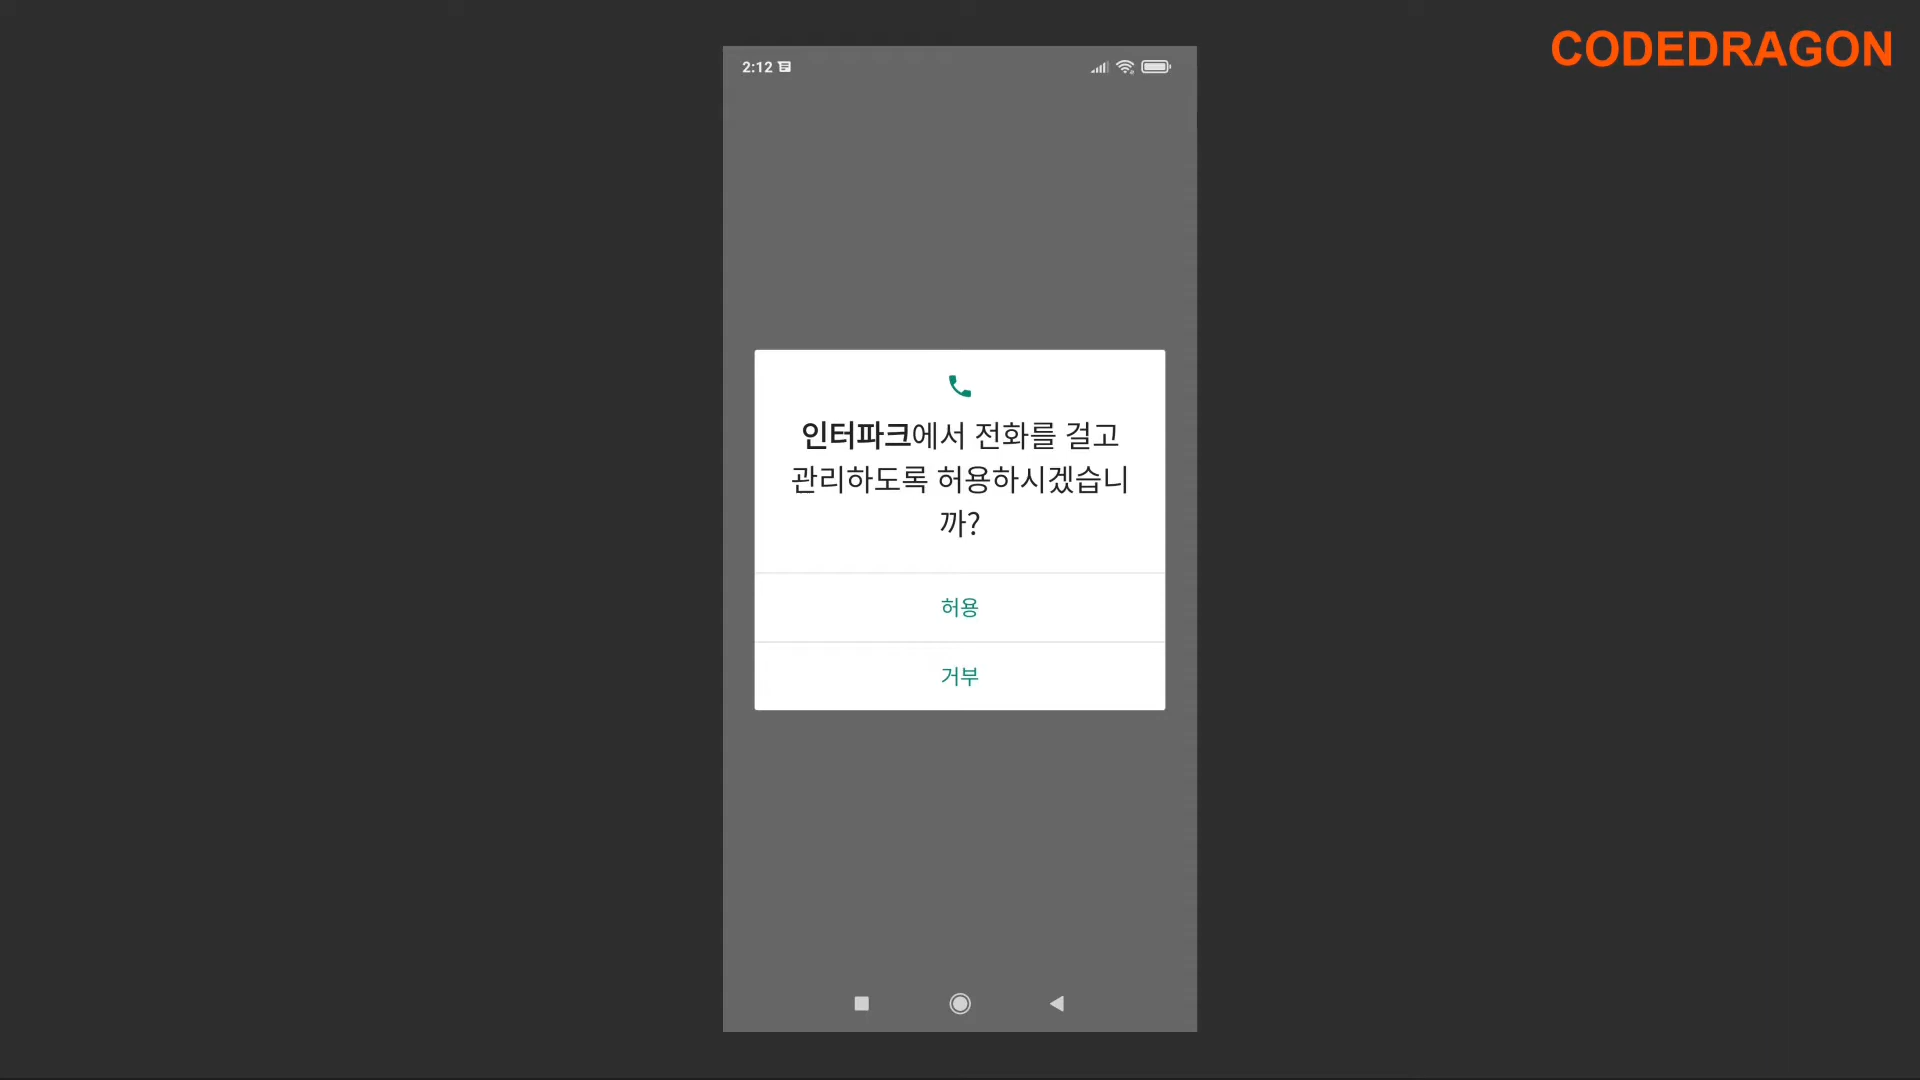 CODEDRAGON
2:12
인터파크에서 전화를 걸고
관리하도록 허용하시겠습니
까?
허용
거부